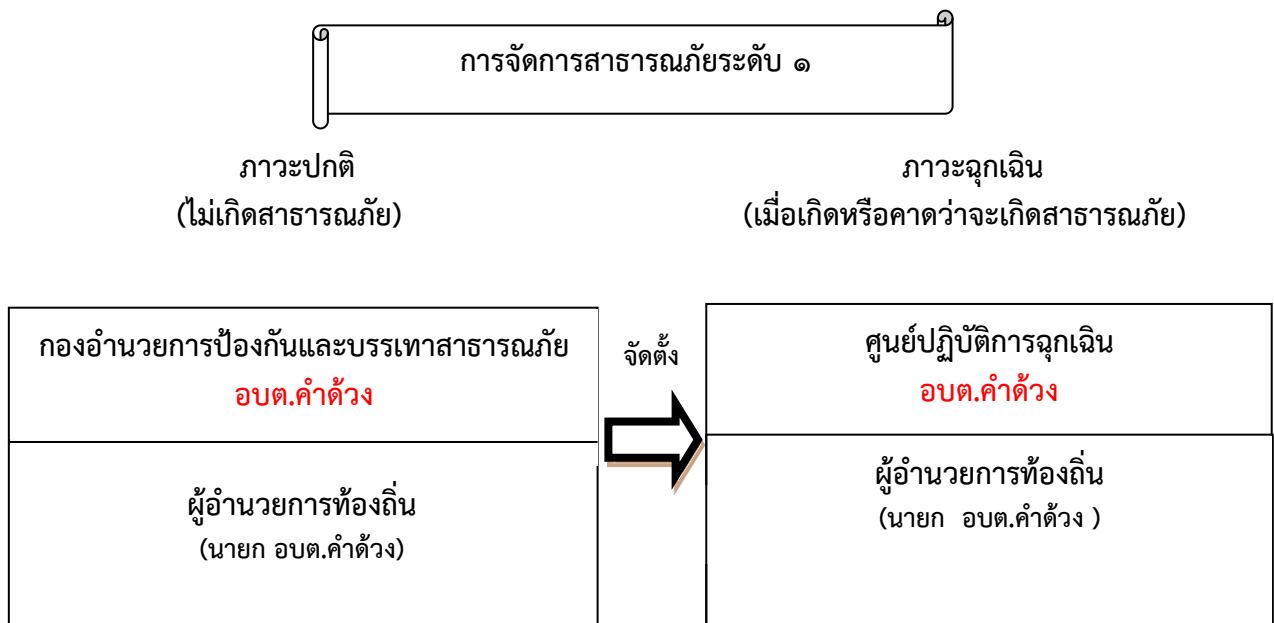 การจัดการสาธารณภัยระดับ ๑
ภาวะปกติ
(ไม่เกิดสาธารณภัย)
ภาวะฉุกเฉิน
(เมื่อเกิดหรือคาดว่าจะเกิดสาธารณภัย)
กองอำนวยการป้องกันและบรรเทาสาธารณภัย
อบต.คำด้วง
ผู้อำนวยการท้องถิ่น
(นายก อบต.คำด้วง)
จัดตั้ง
ศูนย์ปฏิบัติการฉุกเฉิน
อบต.คำด้วง
ผู้อำนวยการท้องถิ่น
(นายก อบต.คำด้วง )